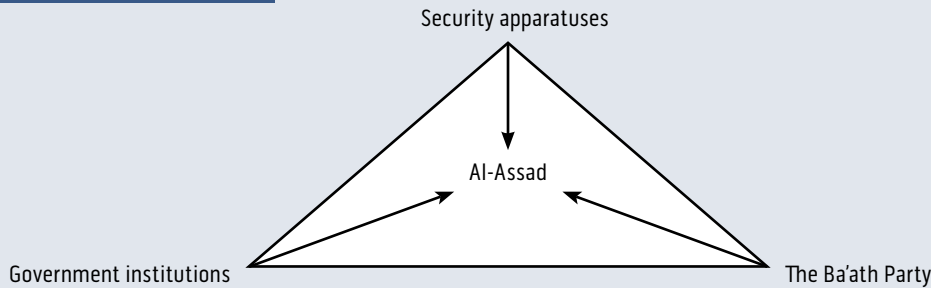 Security apparatuses
Al-Assad
Government institutions
The Ba'ath Party